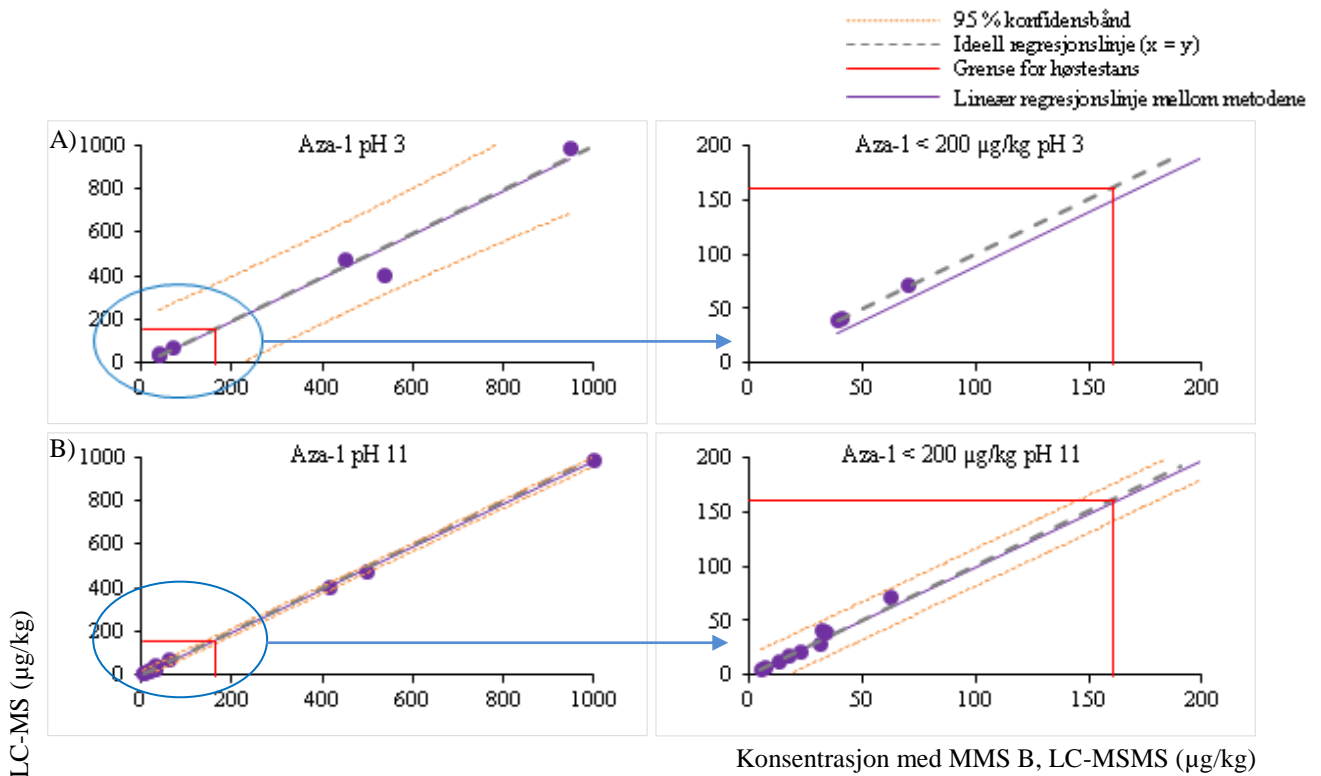 95 % konfidensbånd
Ideell regresjonslinje (x = y)
Grense for høstestans
Lineær regresjonslinje mellom metodene
A)
Aza-1 pH 3
1000
800
600
400
200
0
0 200 400 600 800 1000
Aza-1 < 200 µg/kg pH 3
200
150
100
50
0
0 50 100 150 200
B)
Aza-1 pH 11
1000
800
600
400
200
0
0 200 400 600 800 1000
Aza-1 < 200 µg/kg pH 11
200
150
100
50
0
0 50 100 150 200
LC-MS (µg/kg)
Konsentrasjon med MMS B, LC-MSMS (µg/kg)